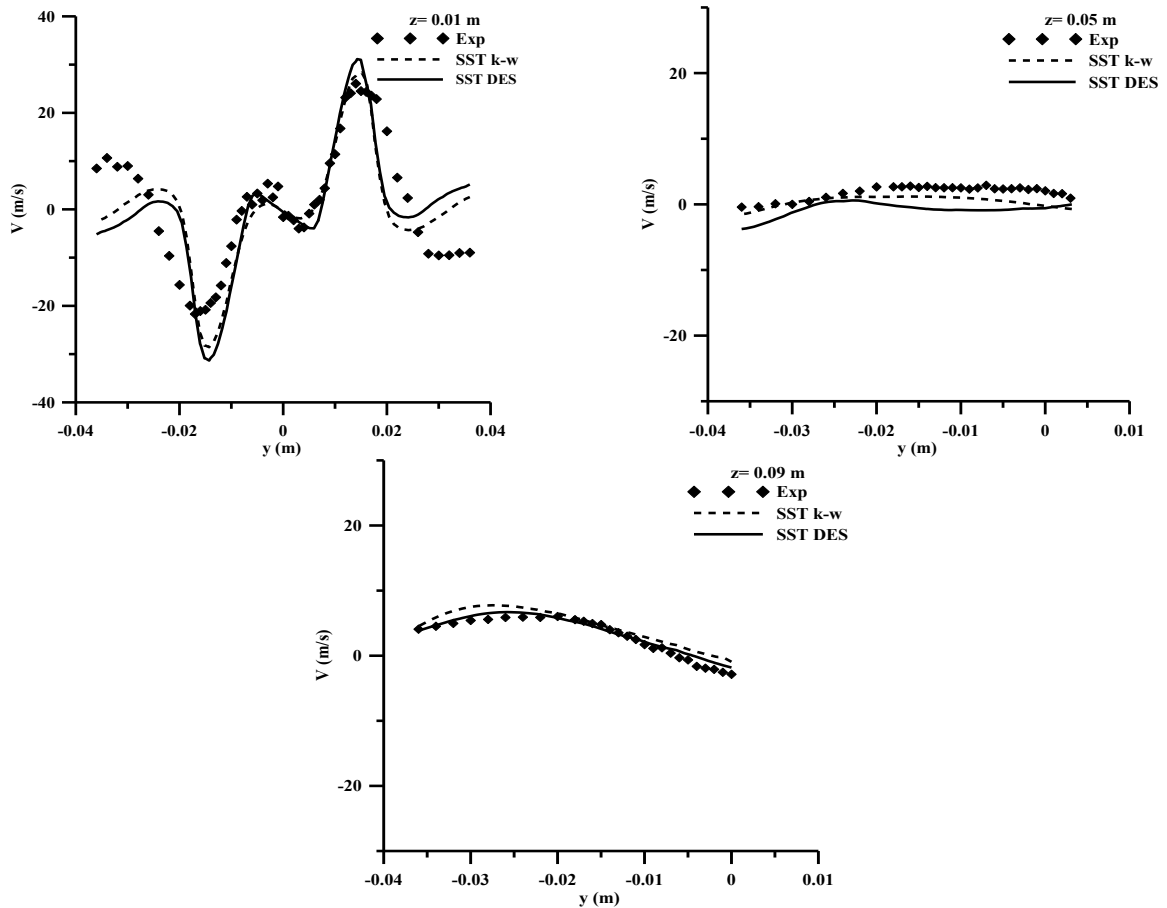 z= 0.01 m
Exp
SST k-w
SST DES
40
20
0
-20
-40
V (m/s)
-0.04 -0.02 0 0.02 0.04
y (m)
z= 0.05 m
Exp
SST k-w
SST DES
20
0
-20
V (m/s)
-0.04 -0.03 -0.02 -0.01 0 0.01
y (m)
z= 0.09 m
Exp
SST k-w
SST DES
20
0
-20
V (m/s)
-0.04 -0.03 -0.02 -0.01 0 0.01
y (m)